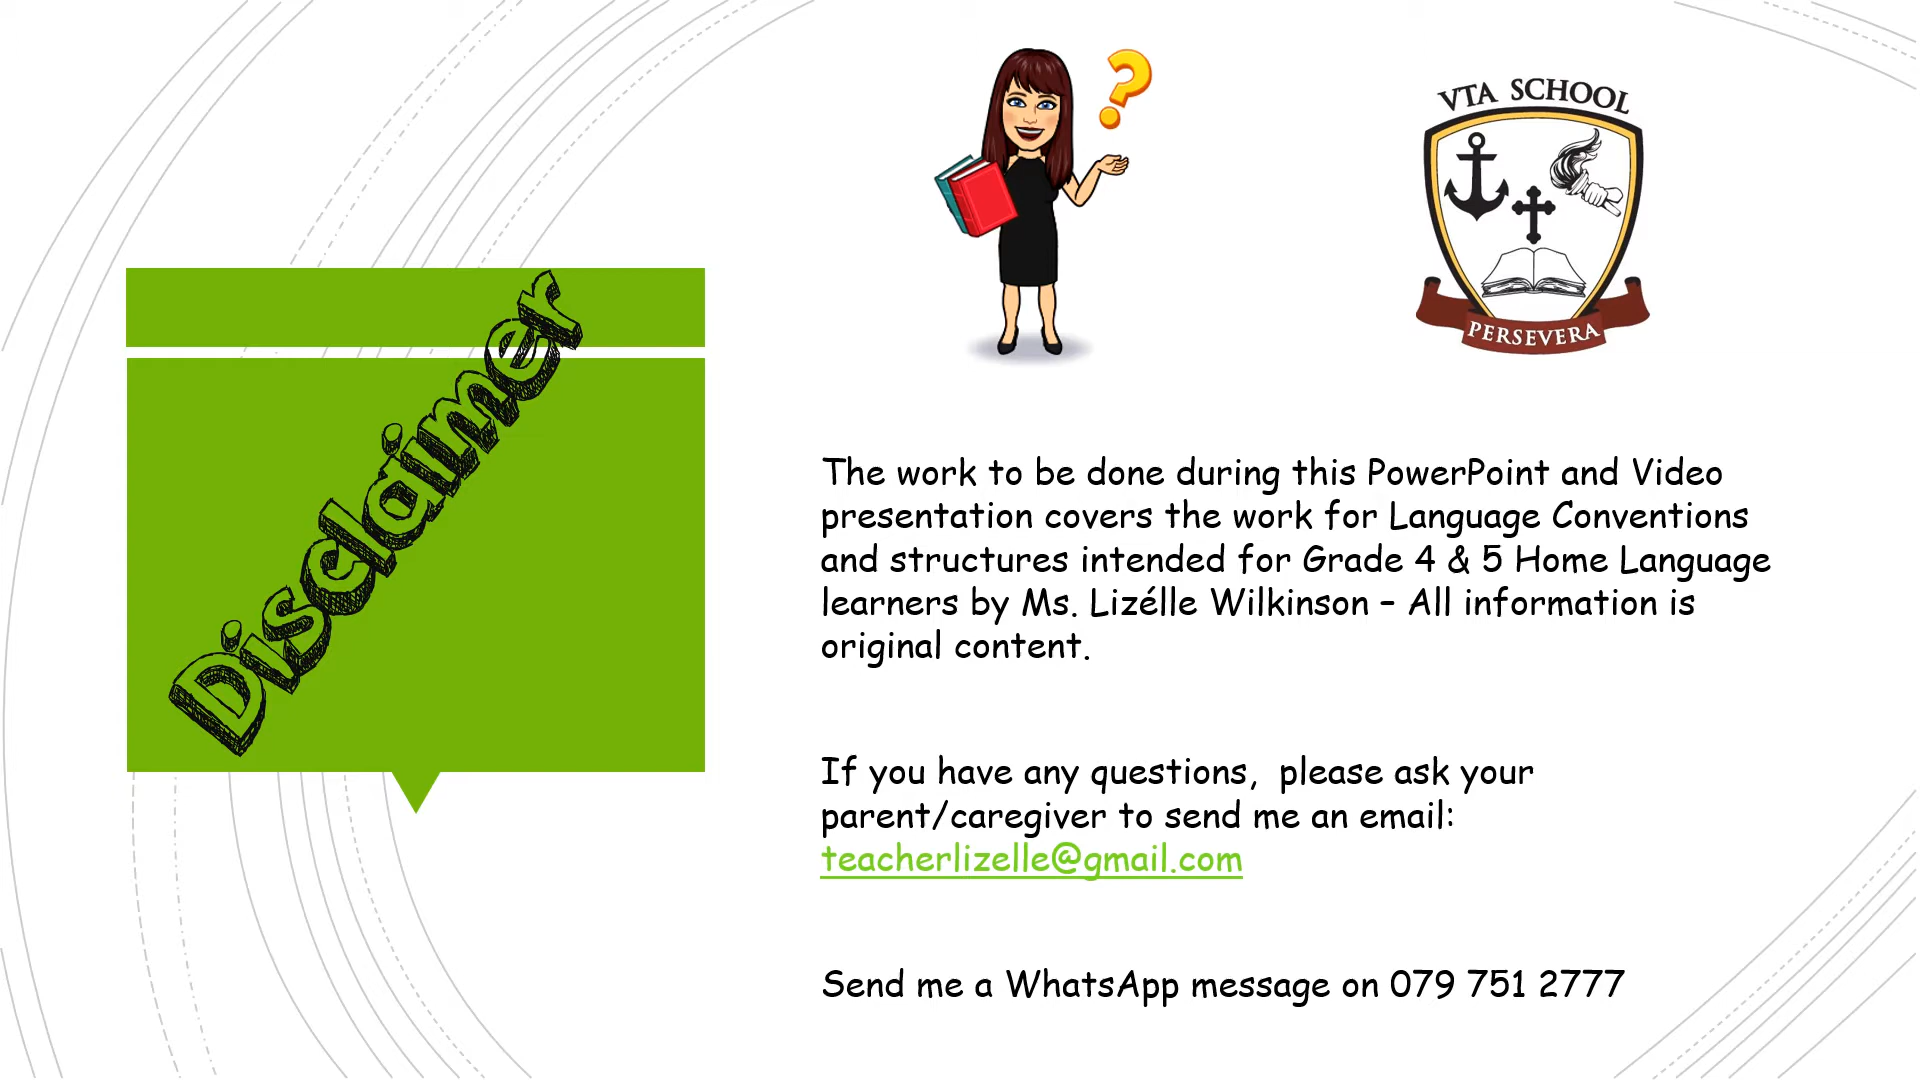 Disclaimer
VTA SCHOOL
PERSEVERA
The work to be done during this PowerPoint and Video
presentation covers the work for Language Conventions
and structures intended for Grade 4 & 5 Home Language
learners by Ms. Lizélle Wilkinson – All information is
original content.
If you have any questions,  please ask your
parent/caregiver to send me an email:
teacherlizelle@gmail.com
Send me a WhatsApp message on 079 751 2777